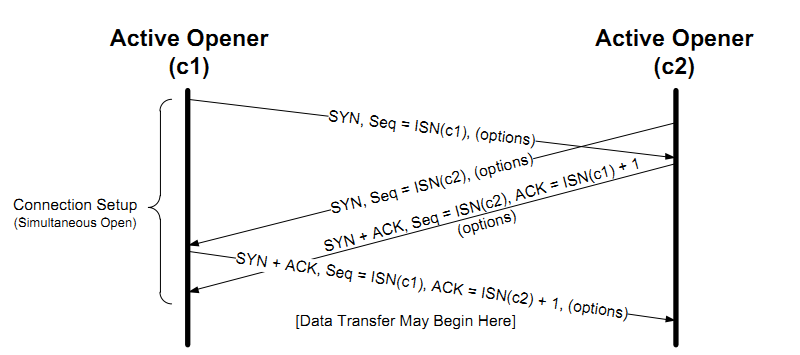 Active Opener
(c1)
Active Opener
(c2)
SYN, Seq = ISN(c1), (options)
SYN, Seq = ISN(c2), (options)
SYN + ACK, Seq = ISN(c2), ACK = ISN(c1) + 1
(options)
Connection Setup
(Simultaneous Open)
SYN + ACK, Seq = ISN(c1), ACK = ISN(c2) + 1, (options)
[Data Transfer May Begin Here]